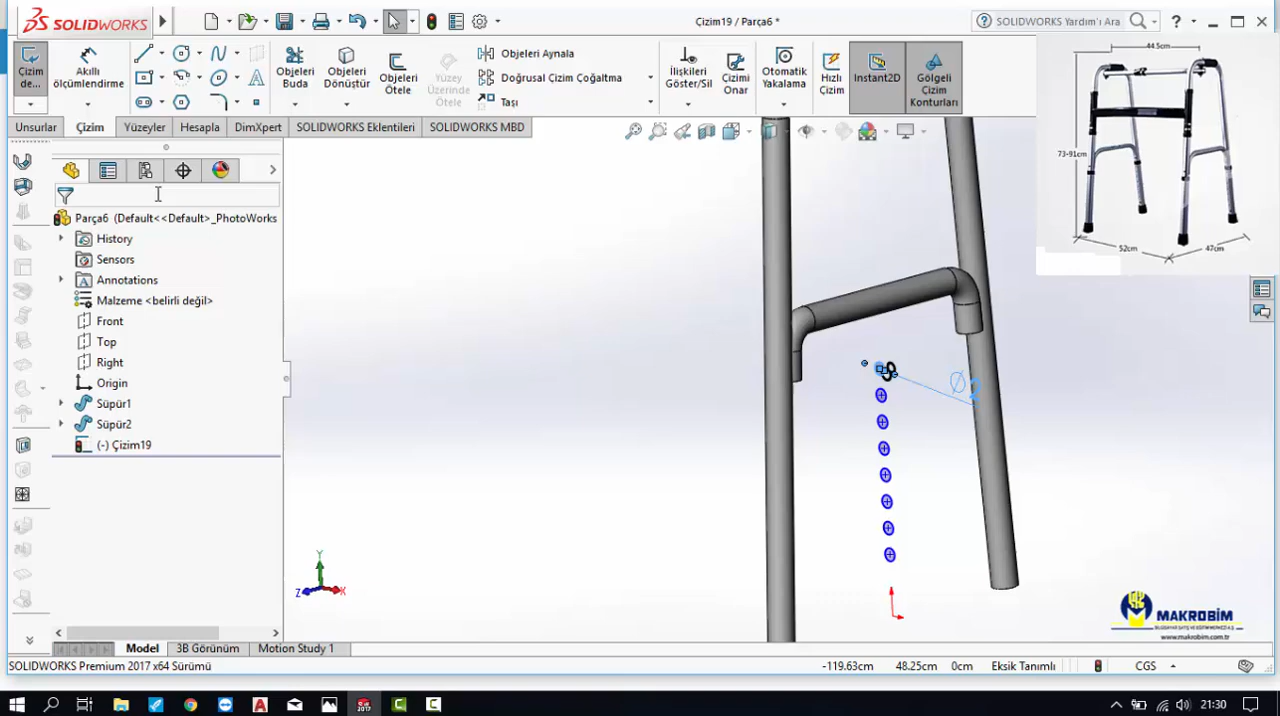 SOLIDWORKS
Çizim19 / Parça6 *
SOLIDWORKS Yardım'ı Ara
Çizim de...
Akıllı ölçümlendirme
Objeleri Buda
Objeleri Dönüştür
Objeleri Ötele
Yüzey Üzerinde Ötele
Objeleri Aynala
Doğrusal Çizim Çoğaltma
Taşı
İlişkileri Göster/Sil
Çizimi Onar
Otomatik Yakalama
Hızlı Çizim
Instant2D
Gölgeli Çizim Konturları
Unsurlar
Çizim
Yüzeyler
Hesapla
DimXpert
SOLIDWORKS Eklentileri
SOLIDWORKS MBD
Parça6 (Default<<Default>_PhotoWorks
History
Sensors
Annotations
Malzeme <belirli değil>
Front
Top
Right
Origin
Süpür1
Süpür2
(-) Çizim19
44.5cm
73-91cm
52cm
47cm
∅2
Y
Z
X
MAKROBİM
www.makrobim.com.tr
Model
3B Görünüm
Motion Study 1
SOLIDWORKS Premium 2017 x64 Sürümü
-119.63cm
48.25cm
0cm
Eksik Tanımlı
CGS
21:30